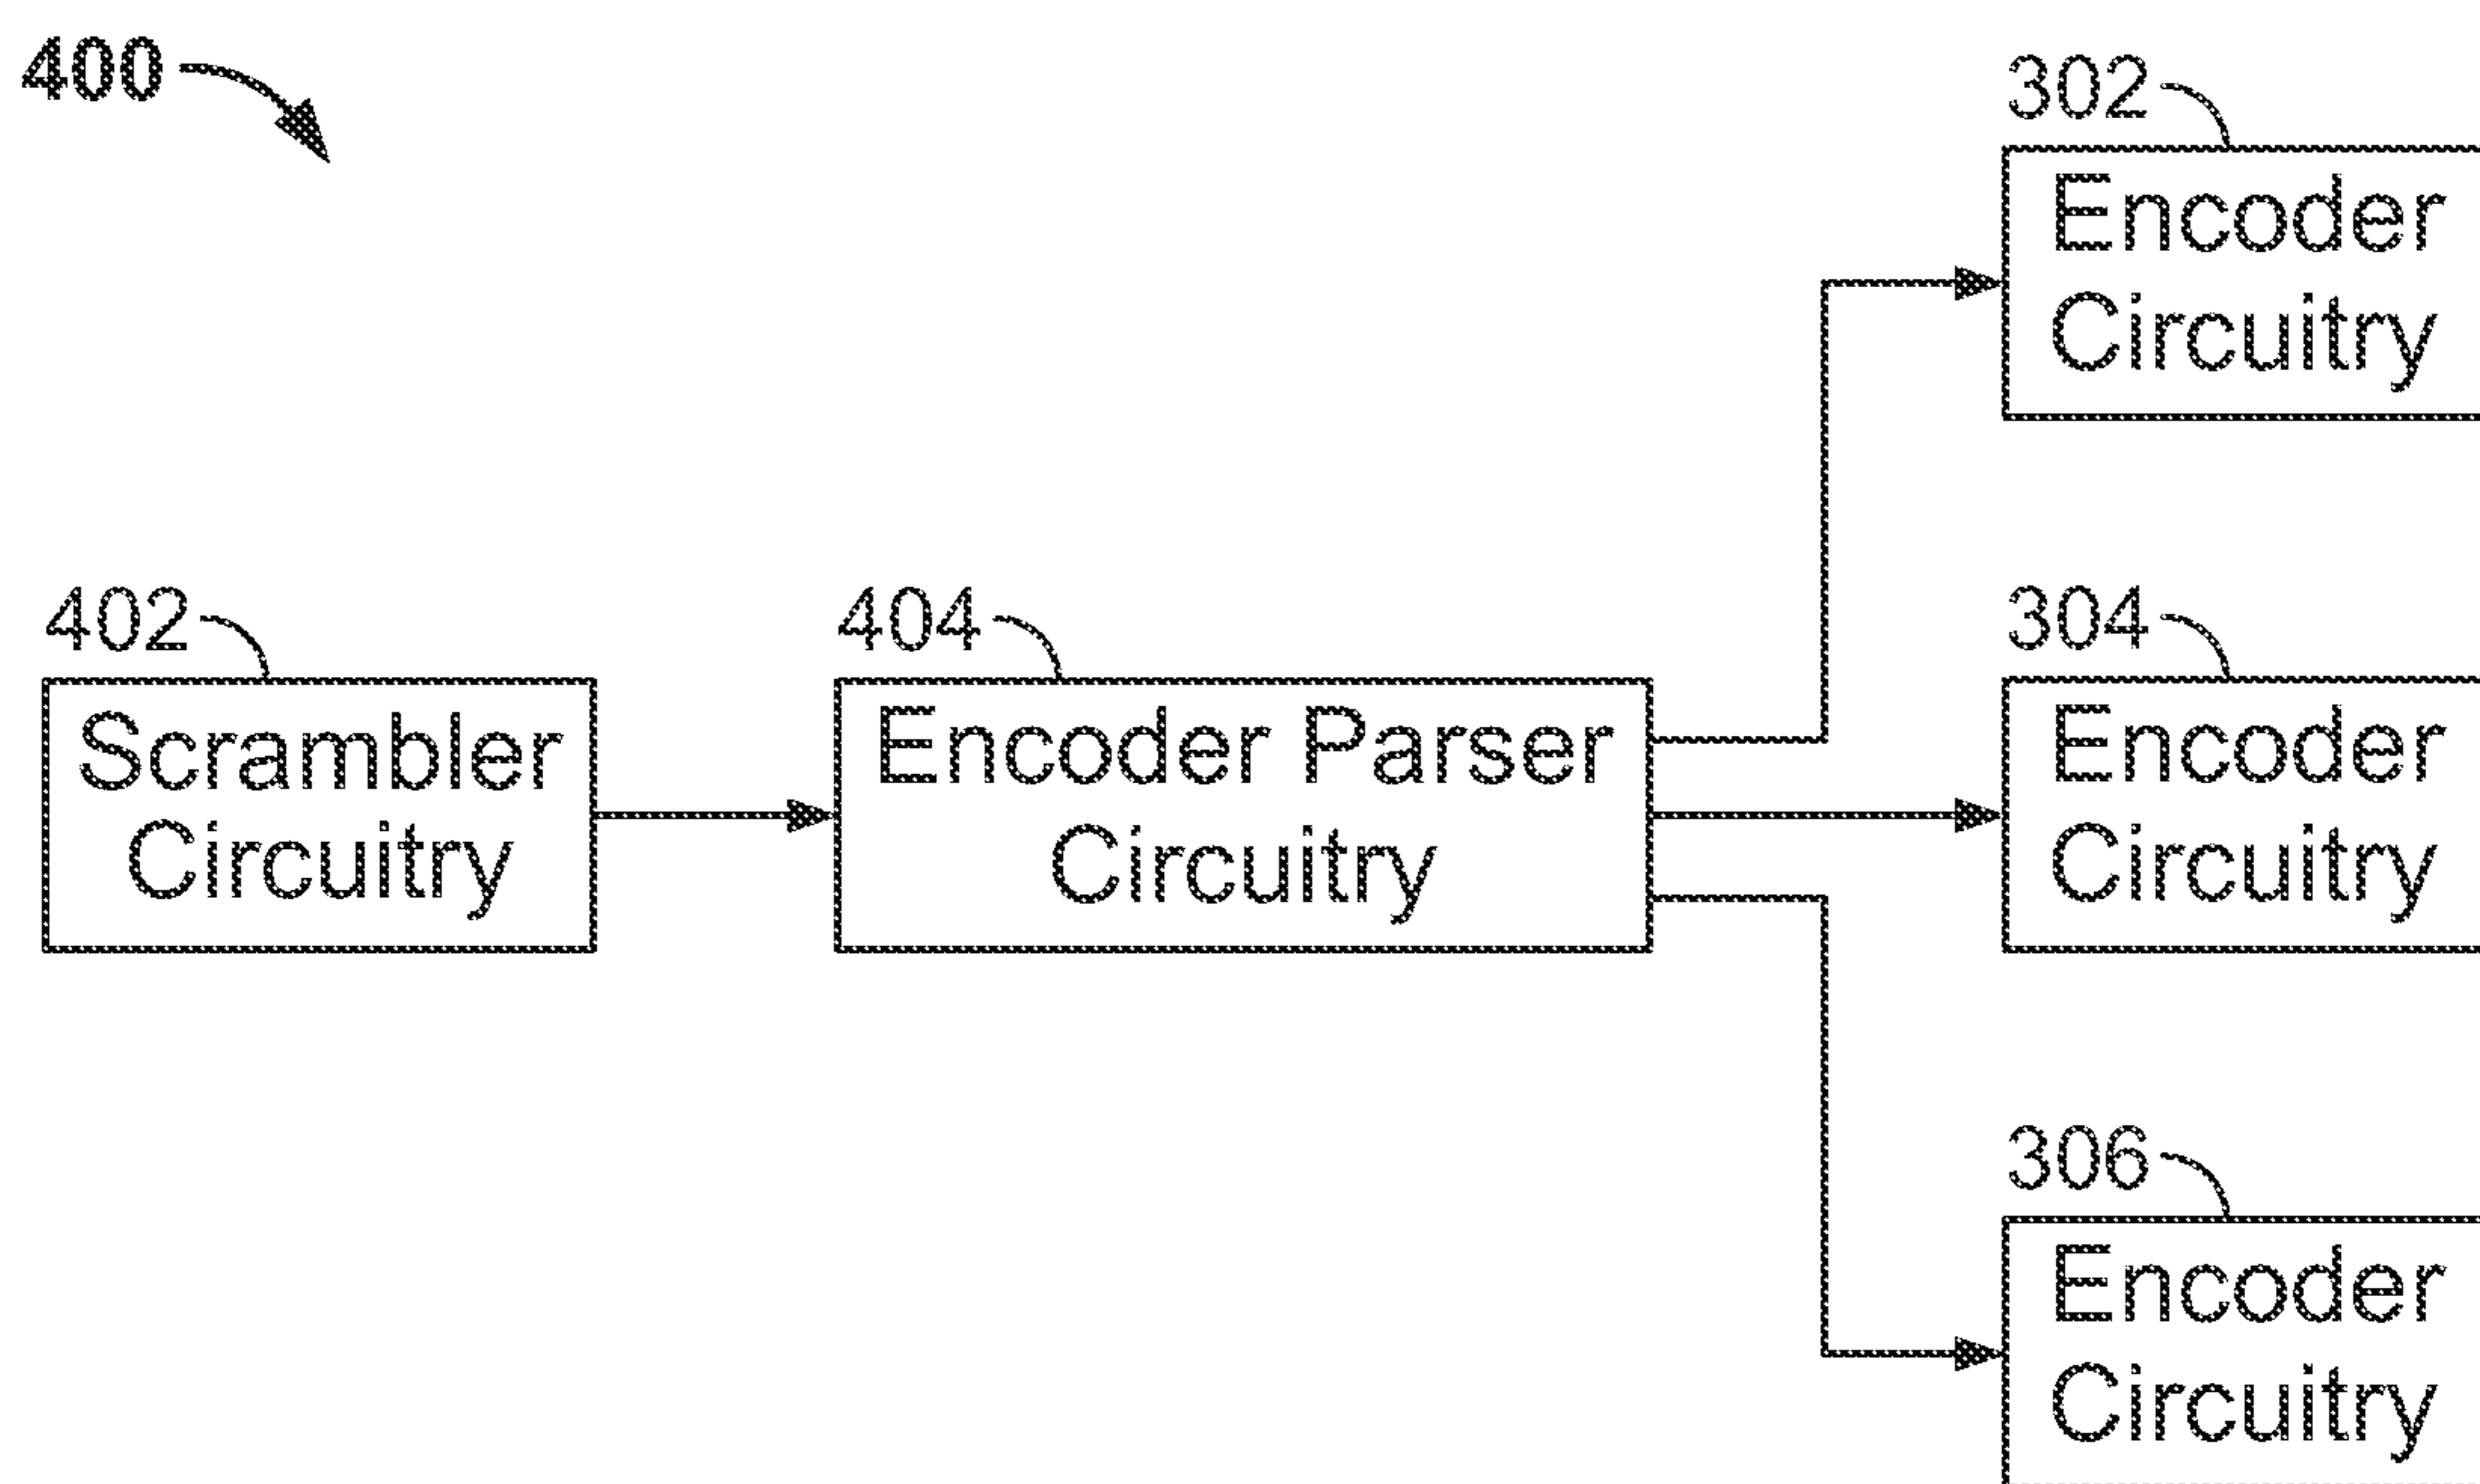 400
302
Encoder
Circuitry
402
Scrambler
Circuitry
404
Encoder Parser
Circuitry
304
Encoder
Circuitry
306
Encoder
Circuitry